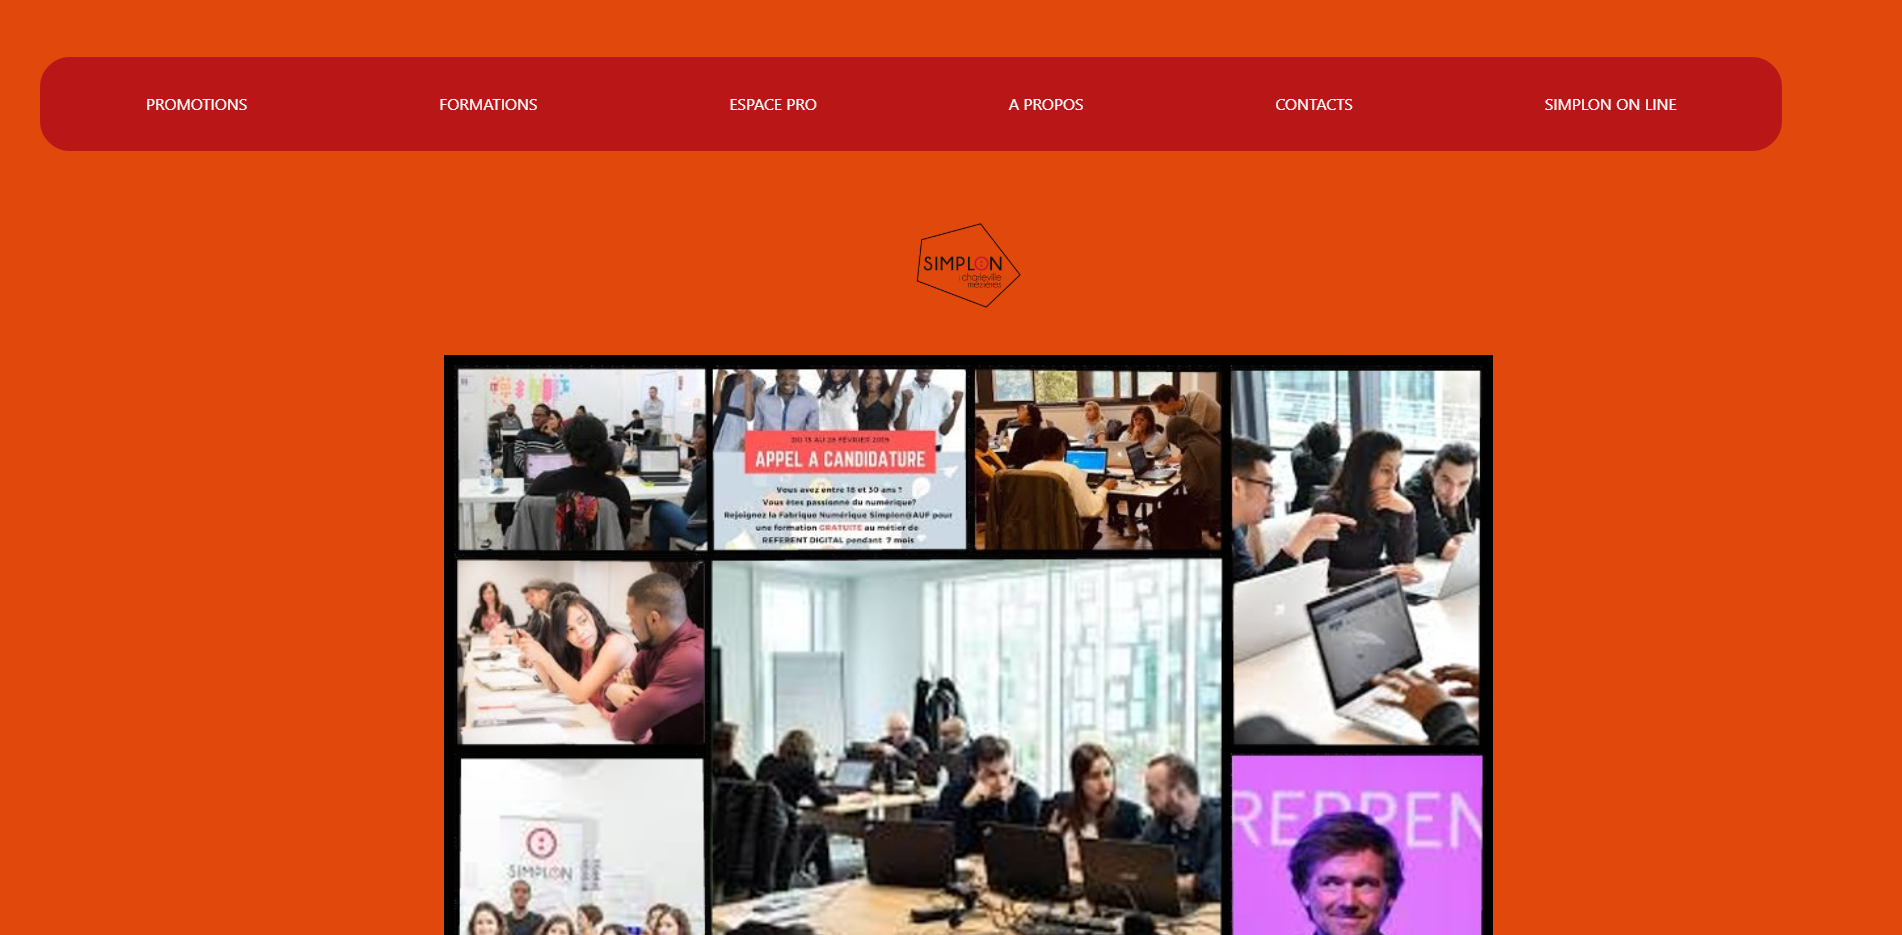 PROMOTIONS
FORMATIONS
ESPACE PRO
A PROPOS
CONTACTS
SIMPLON ON LINE
SIMPLON
charleville
mézières
DU 13 AU 28 FÉVRIER 2019
APPEL A CANDIDATURE
Vous avez entre 18 et 30 ans ?
Vous êtes passionné du numérique?
Rejoignez la Fabrique Numérique Simplon@AUF pour
une formation GRATUITE au métier de
REFERENT DIGITAL pendant 7 mois
REPREN
SIMPLON